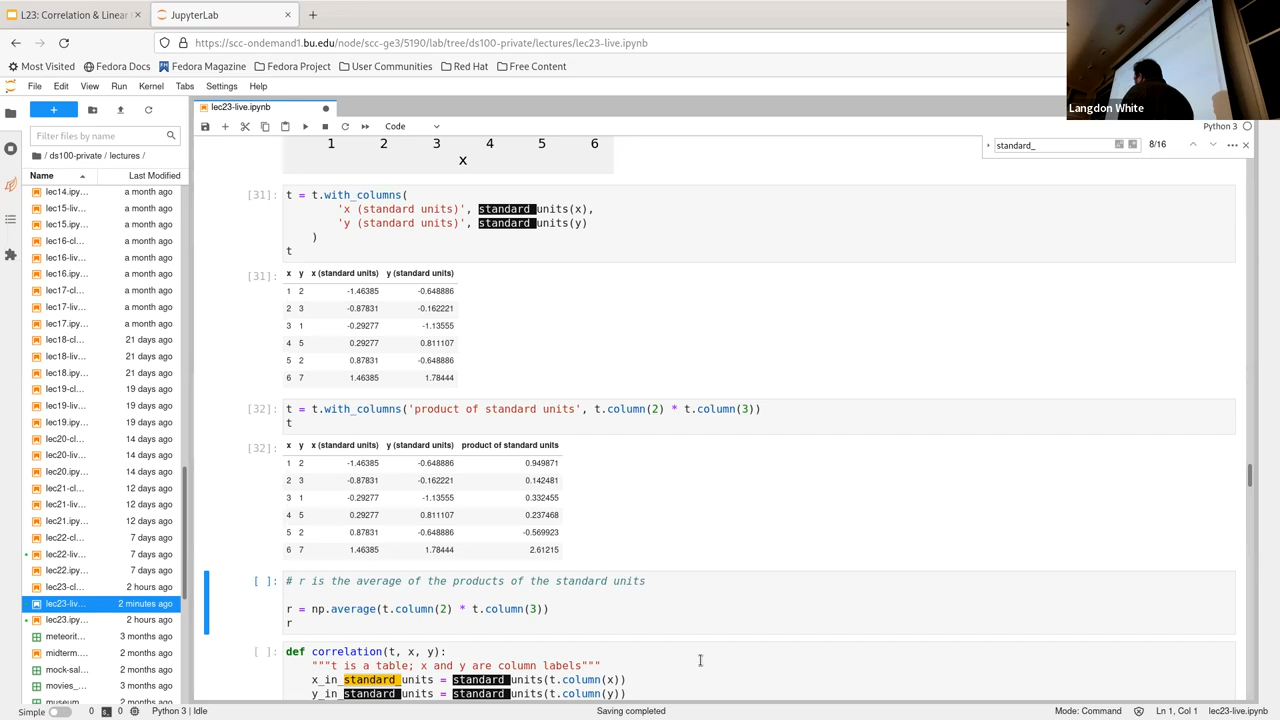 L23: Correlation & Linear
JupyterLab
https://scc-ondemand1.bu.edu/node/scc-ge3/5190/lab/tree/ds100-private/lectures/lec23-live.ipynb
Most Visited
Fedora Docs
Fedora Magazine
Fedora Project
User Communities
Red Hat
Free Content
Langdon White
File Edit View Run Kernel Tabs Settings Help
lec23-live.ipynb
Filter files by name
Code
Python 3
/ ds100-private / lectures /
standard_
8/16
Name Last Modified
lec14.ipy... a month ago
lec15-liv... a month ago
lec15.ipy... a month ago
lec16-cl... a month ago
lec16-liv... a month ago
lec16.ipy... a month ago
lec17-cl... a month ago
lec17-liv... a month ago
lec17.ipy... a month ago
lec18-cl... 21 days ago
lec18-liv... 21 days ago
lec18.ipy... 21 days ago
lec19-cl... 19 days ago
lec19-liv... 19 days ago
lec19.ipy... 19 days ago
lec20-cl... 14 days ago
lec20-liv... 14 days ago
lec20.ipy... 14 days ago
lec21-cl... 12 days ago
lec21-liv... 12 days ago
lec21.ipy... 12 days ago
lec22-cl... 7 days ago
lec22-liv... 7 days ago
lec22.ipy... 7 days ago
lec23-cl... 2 hours ago
lec23-liv... 2 minutes ago
lec23.ipy... 2 hours ago
meteorit... 3 months ago
midterm.... 2 months ago
mock-sal... 2 months ago
movies_... 3 months ago
museum 2 months ago
1 2 3 4 5 6
x
[31]: t = t.with_columns(
'x (standard units)', standard_units(x),
'y (standard units)', standard_units(y)
)
t
[31]: x y x (standard units) y (standard units)
1 2 -1.46385 -0.648886
2 3 -0.87831 -0.162221
3 1 -0.29277 -1.13555
4 5 0.29277 0.811107
5 2 0.87831 -0.648886
6 7 1.46385 1.78444
[32]: t = t.with_columns('product of standard units', t.column(2) * t.column(3))
t
[32]: x y x (standard units) y (standard units) product of standard units
1 2 -1.46385 -0.648886 0.949871
2 3 -0.87831 -0.162221 0.142481
3 1 -0.29277 -1.13555 0.332455
4 5 0.29277 0.811107 0.237468
5 2 0.87831 -0.648886 -0.569923
6 7 1.46385 1.78444 2.61215
[ ]: # r is the average of the products of the standard units
r = np.average(t.column(2) * t.column(3))
r
[ ]: def correlation(t, x, y):
"""t is a table; x and y are column labels"""
x_in_standard_units = standard_units(t.column(x))
y_in_standard_units = standard_units(t.column(y))
Simple 0 0 Python 3 | Idle
Saving completed
Mode: Command Ln 1, Col 1 lec23-live.ipynb